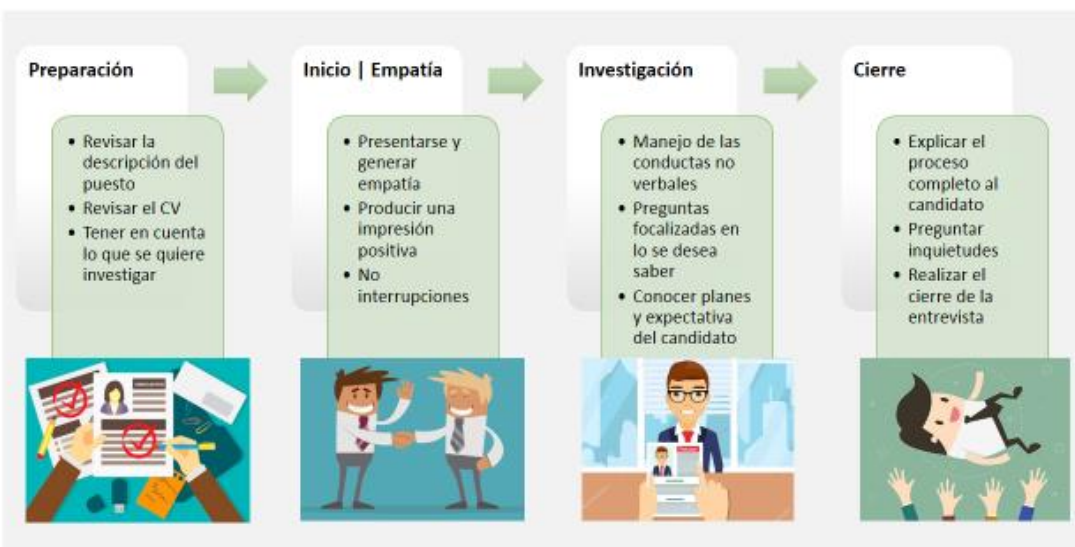 Preparación
• Revisar la
descripción del
puesto
• Revisar el CV
• Tener en cuenta
lo que se quiere
investigar
Inicio | Empatía
• Presentarse y
generar
empatía
• Producir una
impresión
positiva
• No
interrupciones
Investigación
• Manejo de las
conductas no
verbales
• Preguntas
focalizadas en
lo se desea
saber
• Conocer planes
y expectativa
del candidato
Cierre
• Explicar el
proceso
completo al
candidato
• Preguntar
inquietudes
• Realizar el
cierre de la
entrevista